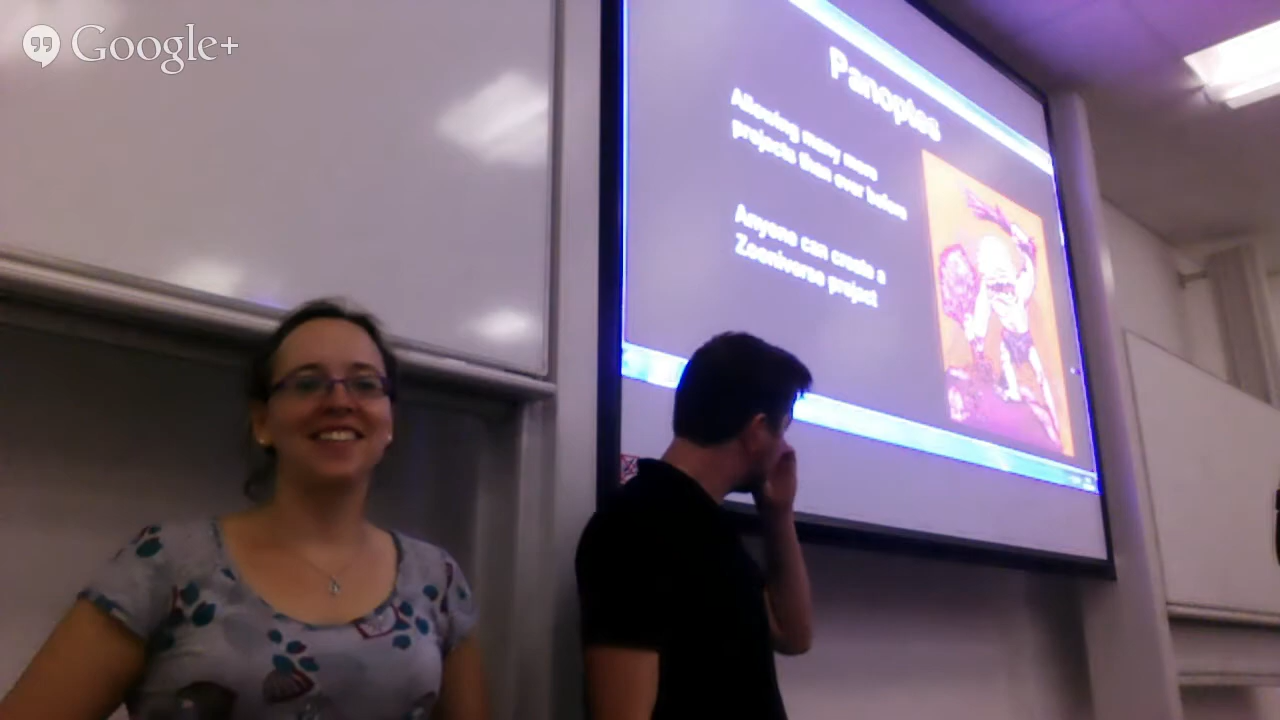 Google+
Panoptes
Allowing many more
projects than ever before
Anyone can create a
Zooniverse project